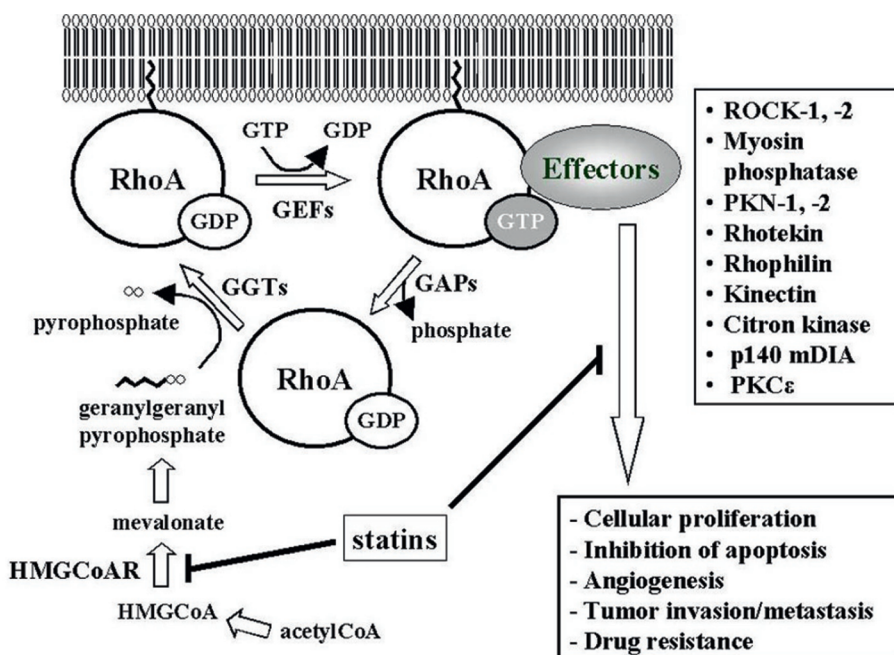 GTP GDP
RhoA
GDP
GEFs
RhoA
GTP
Effectors
• ROCK-1, -2
• Myosin
phosphatase
• PKN-1, -2
• Rhotekin
• Rhophilin
• Kinectin
• Citron kinase
• p140 mDIA
• PKCε
GGTs
GAPs
pyrophosphate
phosphate
RhoA
GDP
geranylgeranyl
pyrophosphate
mevalonate
statins
HMGCoAR
HMGCoA
acetylCoA
- Cellular proliferation
- Inhibition of apoptosis
- Angiogenesis
- Tumor invasion/metastasis
- Drug resistance